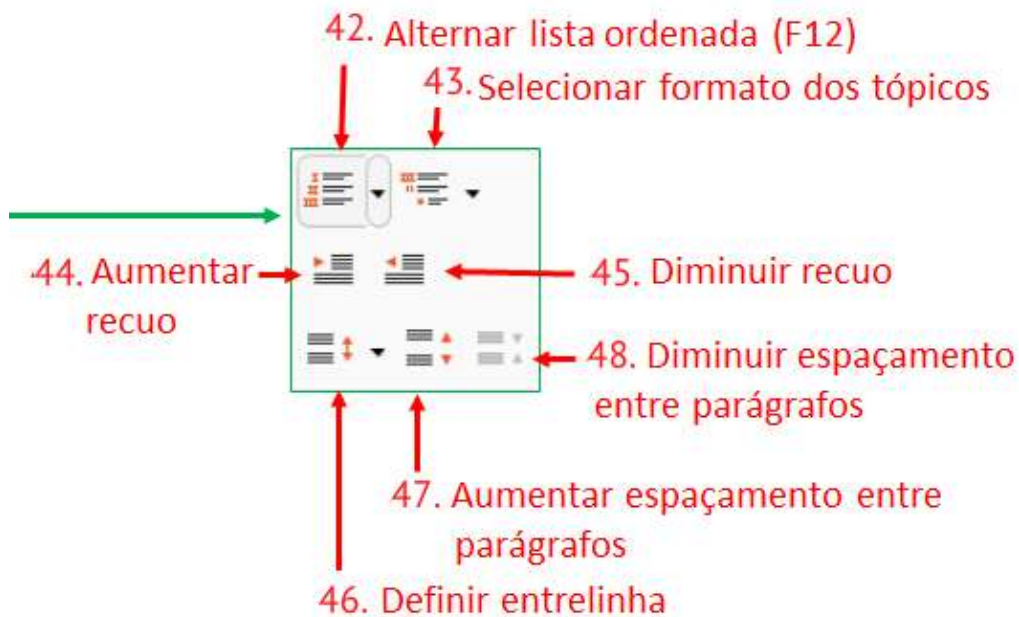 42. Alternar lista ordenada (F12)
43. Selecionar formato dos tópicos
44. Aumentar
recuo
45. Diminuir recuo
48. Diminuir espaçamento
entre parágrafos
47. Aumentar espaçamento entre
parágrafos
46. Definir entrelinha